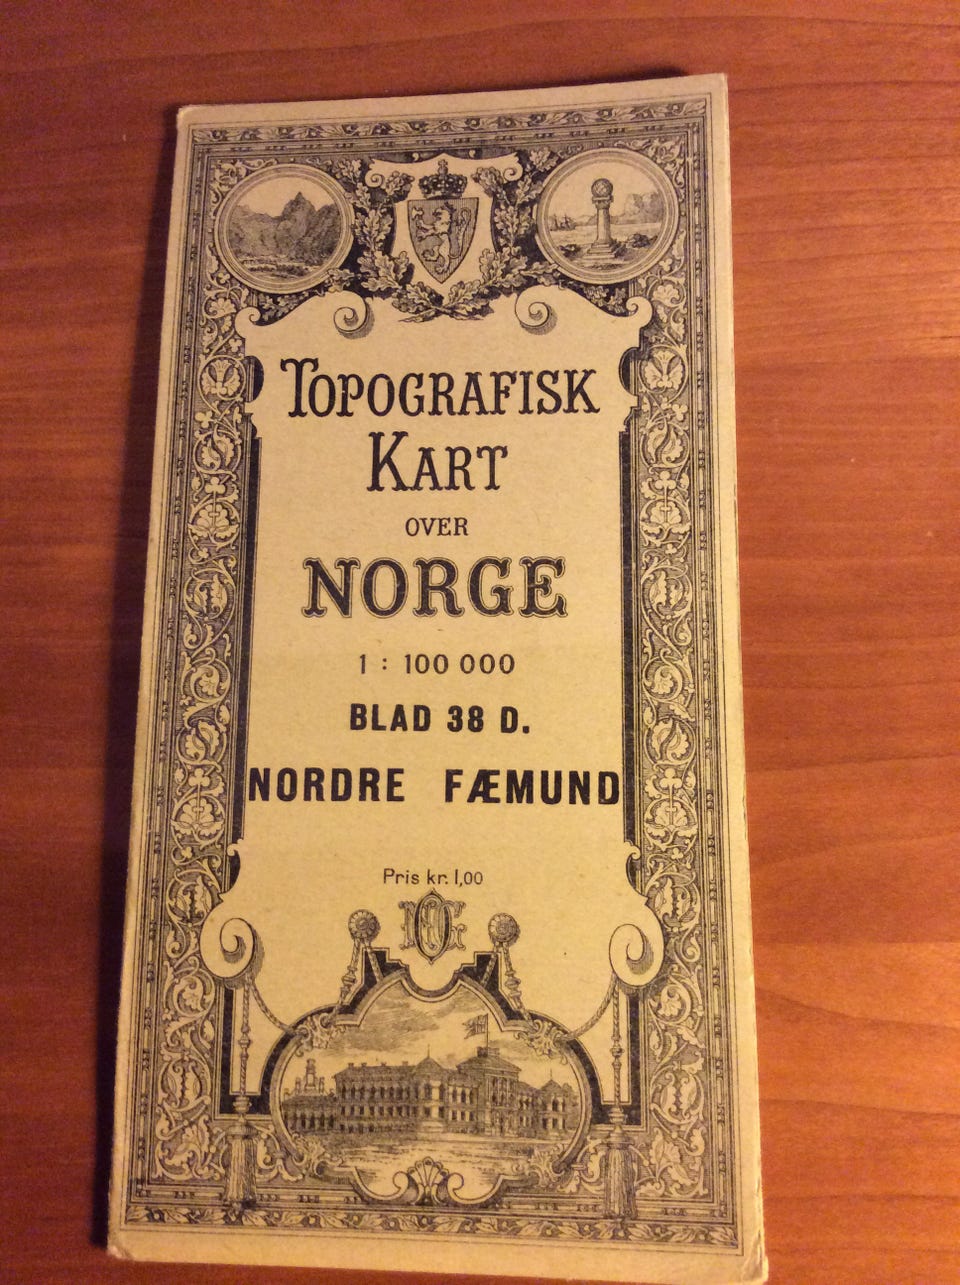 TOPOGRAFISK
KART
OVER
NORGE
1 : 100 000
BLAD 38 D.
NORDRE FÆMUND
Pris kr. 1,00